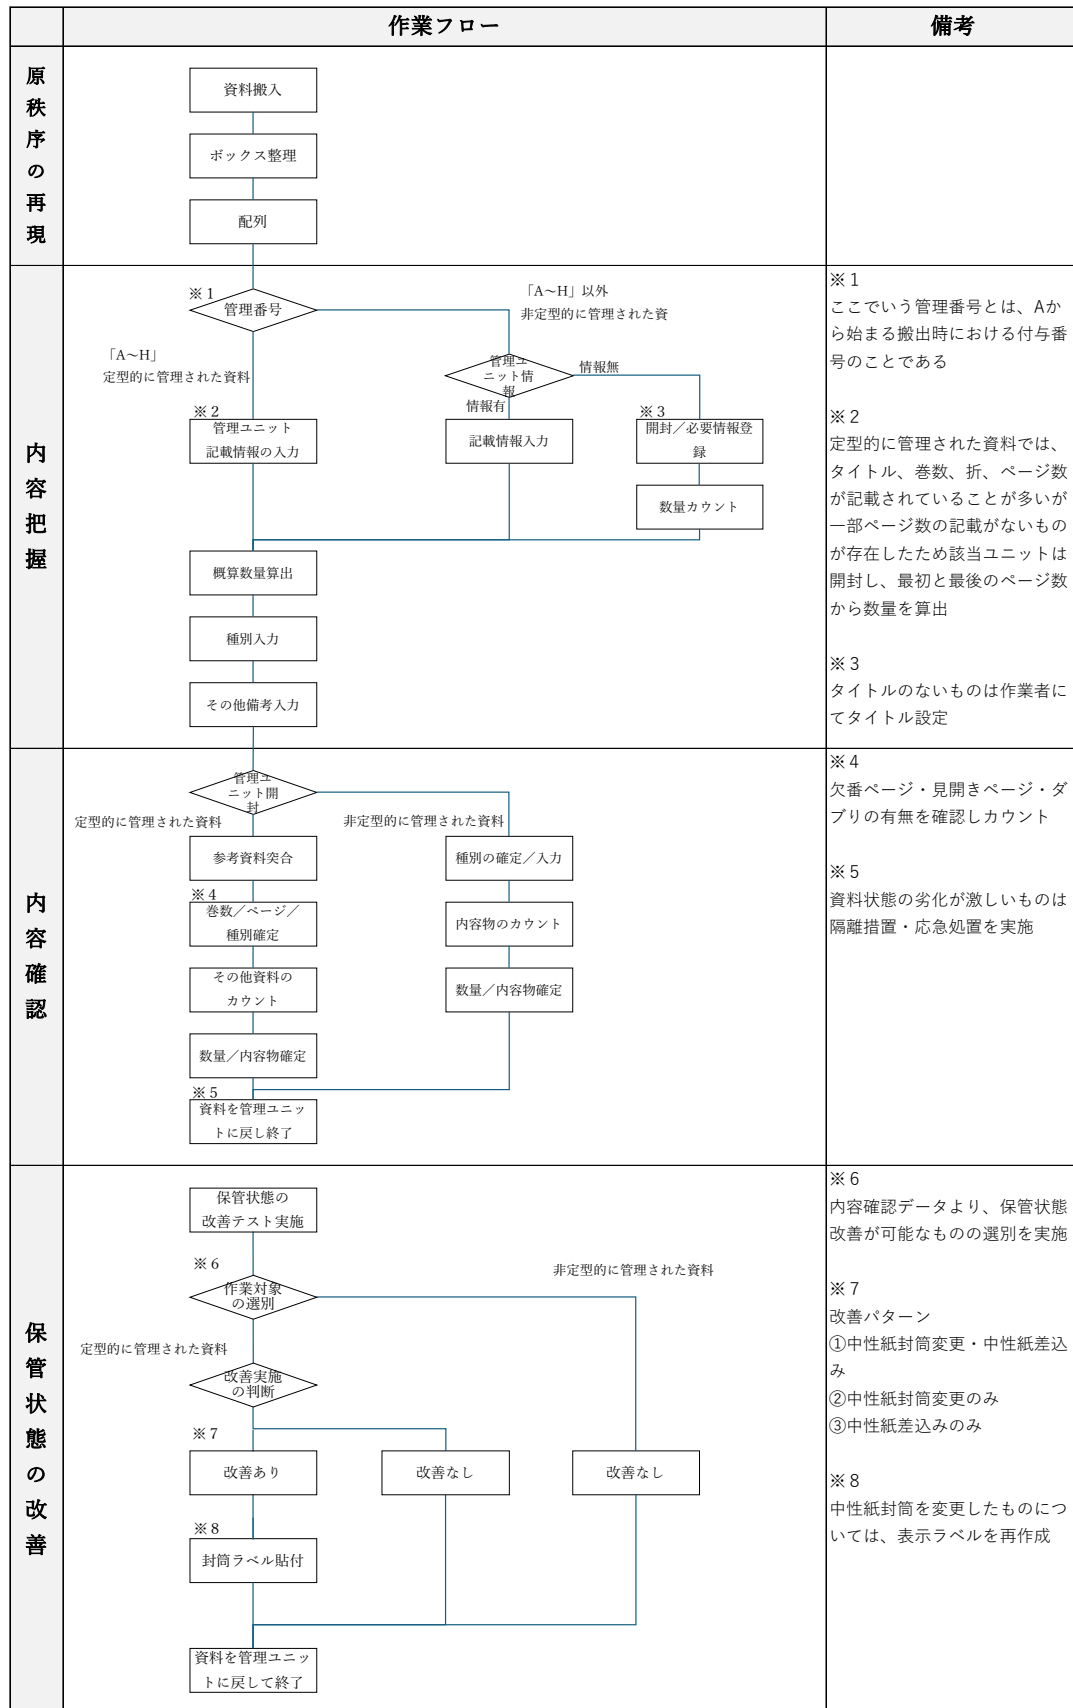 作業フロー
備考
原秩序の再現
資料搬入
ボックス整理
配列
内容把握
※１
管理番号
「A～H」以外
非定型的に管理された資
「A～H」
定型的に管理された資料
管理ユ
ニット情
報
情報無
情報有
※２
管理ユニット
記載情報の入力
記載情報入力
※３
開封／必要情報登
録
数量カウント
概算数量算出
種別入力
その他備考入力
※１
ここでいう管理番号とは、Aか
ら始まる搬出時における付与番
号のことである
※２
定型的に管理された資料では、
タイトル、巻数、折、ページ数
が記載されていることが多いが
一部ページ数の記載がないもの
が存在したため該当ユニットは
開封し、最初と最後のページ数
から数量を算出
※３
タイトルのないものは作業者に
てタイトル設定
内容確認
管理ユ
ニット開
封
定型的に管理された資料
非定型的に管理された資料
参考資料突合
種別の確定／入力
※４
巻数／ページ／
種別確定
内容物のカウント
その他資料の
カウント
数量／内容物確定
数量／内容物確定
※５
資料を管理ユニッ
トに戻し終了
※４
欠番ページ・見開きページ・ダ
ブりの有無を確認しカウント
※５
資料状態の劣化が激しいものは
隔離措置・応急処置を実施
保管状態の改善
保管状態の
改善テスト実施
※６
作業対象
の選別
非定型的に管理された資料
定型的に管理された資料
改善実施
の判断
※７
改善あり
改善なし
改善なし
※８
封筒ラベル貼付
資料を管理ユニッ
トに戻して終了
※６
内容確認データより、保管状態
改善が可能なものの選別を実施
※７
改善パターン
①中性紙封筒変更・中性紙差込
み
②中性紙封筒変更のみ
③中性紙差込みのみ
※８
中性紙封筒を変更したものにつ
いては、表示ラベルを再作成